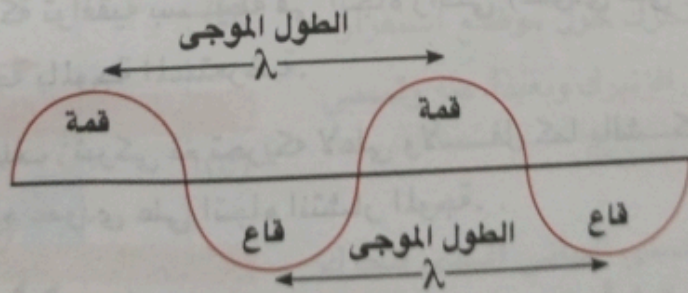 الطول الموجى
λ
قمة
قمة
قاع
الطول الموجى
قاع
λ